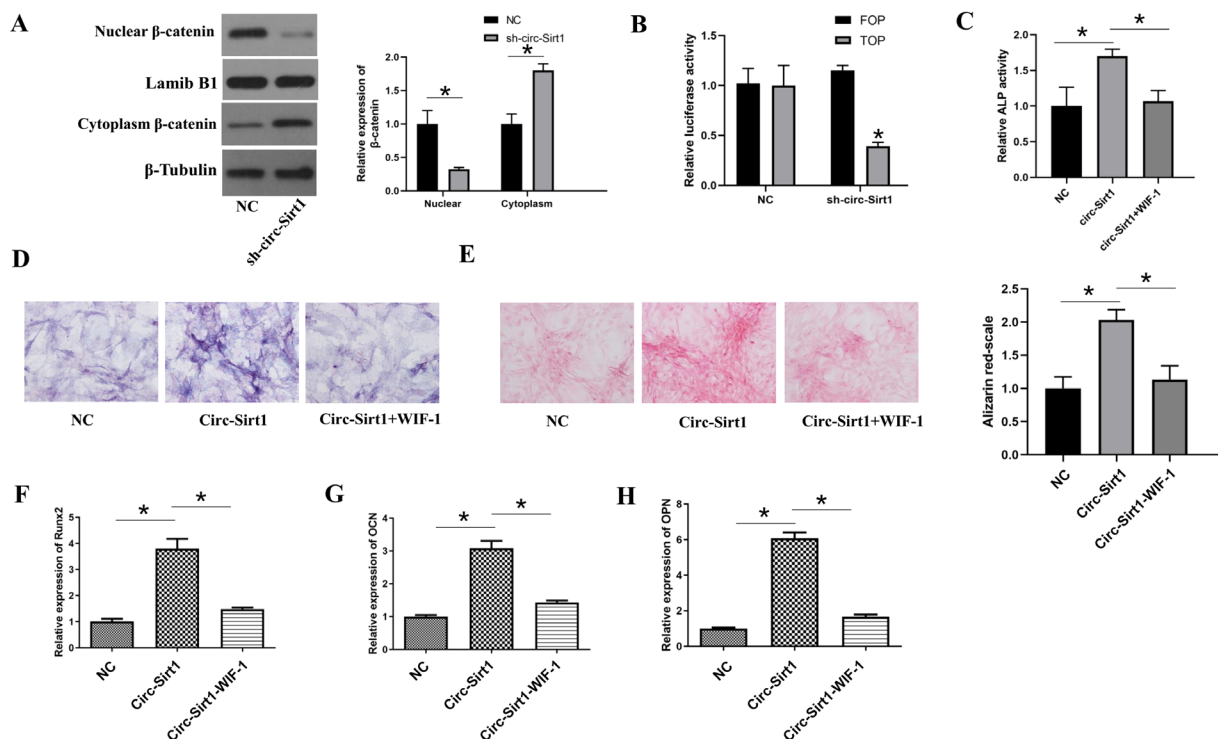 A
Nuclear β-catenin
Lamib B1
Cytoplasm β-catenin
β-Tubulin
NC
sh-circ-Sirt1
NC
sh-circ-Sirt1
Relative expression of
β-catenin
2.0
1.5
1.0
0.5
0.0
*
*
Nuclear
Cytoplasm
B
FOP
TOP
Relative luciferase activity
1.5
1.0
0.5
0.0
*
NC
sh-circ-Sirt1
C
Relative ALP activity
2.0
1.5
1.0
0.5
0.0
*
*
NC
circ-Sirt1
circ-Sirt1+WIF-1
D
NC
Circ-Sirt1
Circ-Sirt1+WIF-1
E
NC
Circ-Sirt1
Circ-Sirt1+WIF-1
Alizarin red-scale
2.5
2.0
1.5
1.0
0.5
0.0
*
*
NC
Circ-Sirt1
Circ-Sirt1-WIF-1
F
Relative expression of Runx2
5
4
3
2
1
0
*
*
NC
Circ-Sirt1
Circ-Sirt1-WIF-1
G
Relative expression of OCN
4
3
2
1
0
*
*
NC
Circ-Sirt1
Circ-Sirt1-WIF-1
H
Relative expression of OPN
8
6
4
2
0
*
*
NC
Circ-Sirt1
Circ-Sirt1-WIF-1